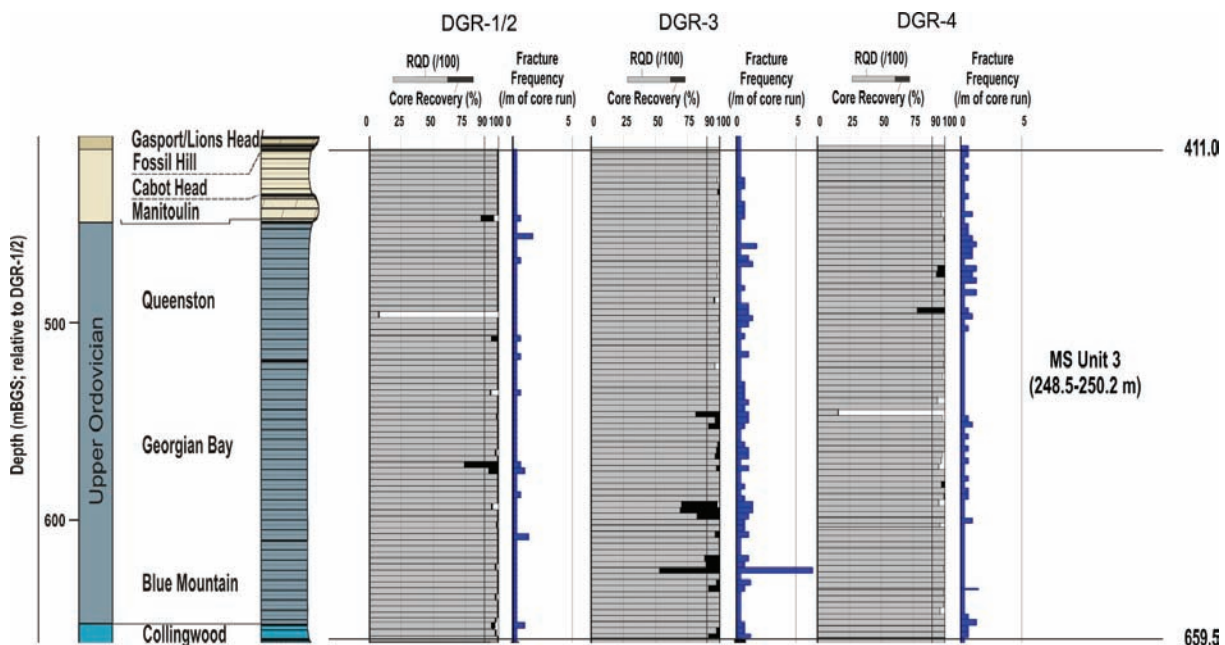 DGR-1/2
DGR-3
DGR-4
RQD (/100)
Core Recovery (%)
Fracture
Frequency
(/m of core run)
RQD (/100)
Core Recovery (%)
Fracture
Frequency
(/m of core run)
RQD (/100)
Core Recovery (%)
Fracture
Frequency
(/m of core run)
0 25 50 75 90 100 0 5
0 25 50 75 90 100 0 5
0 25 50 75 90 100 0 5
Gasport/Lions Head/
Fossil Hill
Cabot Head
Manitoulin
Queenston
Georgian Bay
Blue Mountain
Collingwood
Upper Ordovician
Depth (mBGS; relative to DGR-1/2)
500
600
411.0
MS Unit 3
(248.5-250.2 m)
659.5